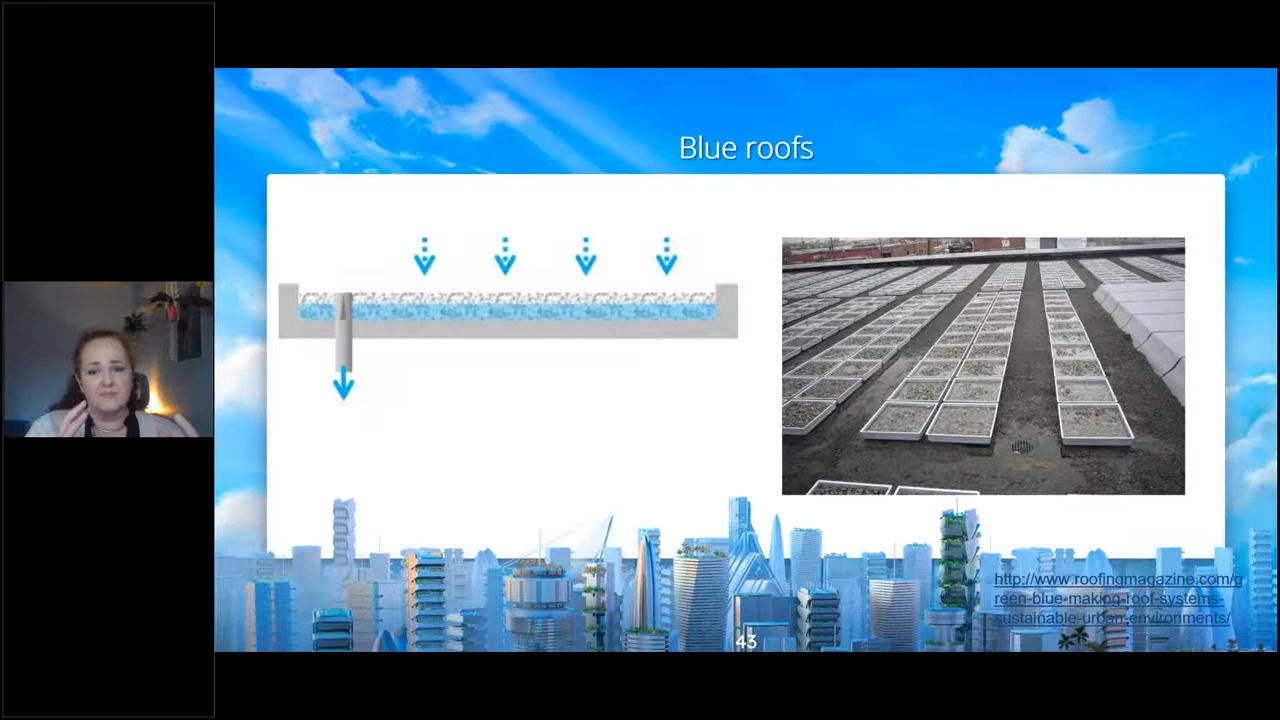 Blue roofs
http://www.roofingmagazine.com/g
reen-blue-making-roof-systems-
sustainable-urban-environments/
43